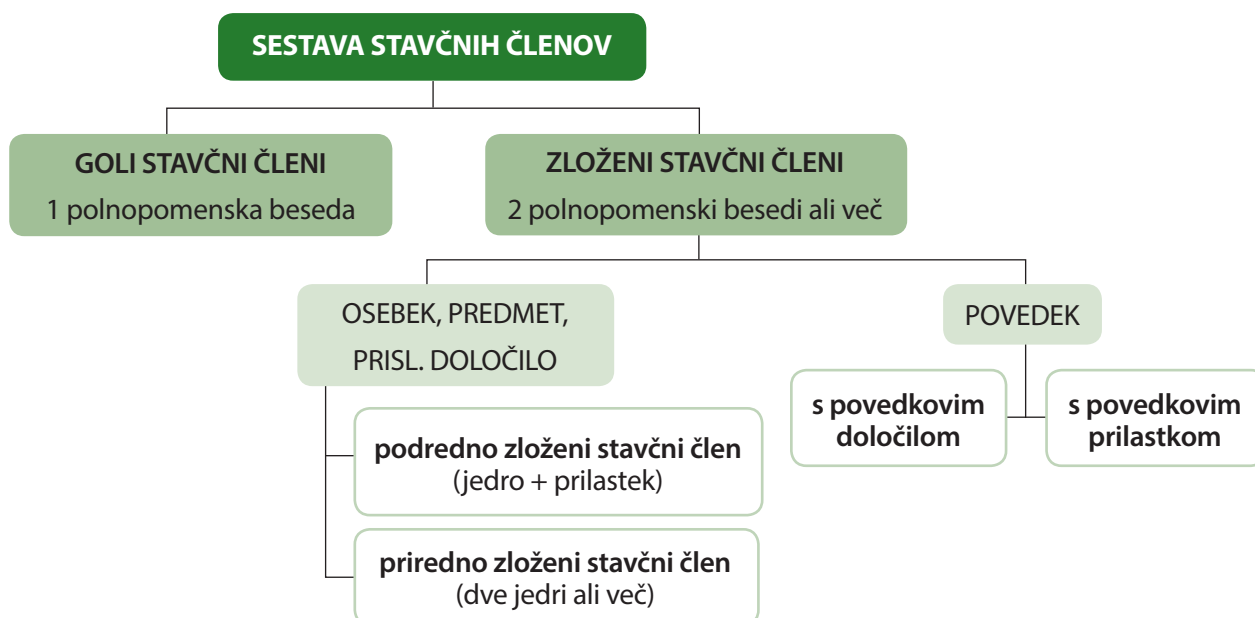 SESTAVA STAVČNIH ČLENOV
GOLI STAVČNI ČLENI
1 polnopomenska beseda
ZLOŽENI STAVČNI ČLENI
2 polnopomenski besedi ali več
OSEBEK, PREDMET,
PRISL. DOLOČILO
podredno zloženi stavčni člen
(jedro + prilastek)
priredno zloženi stavčni člen
(dve jedri ali več)
POVEDEK
s povedkovim
določilom
s povedkovim
prilastkom